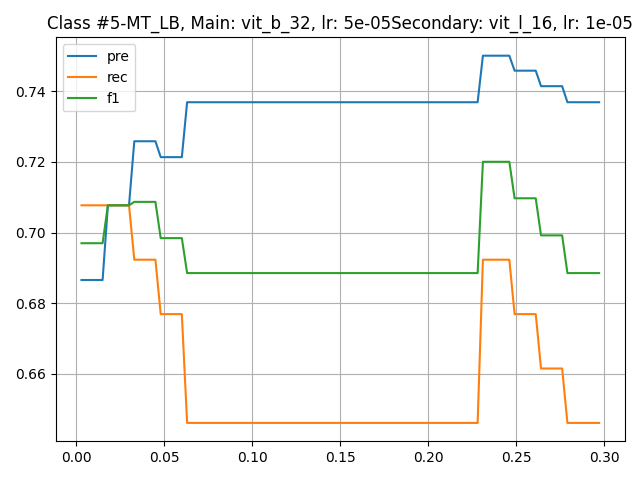 Class #5-MT_LB, Main: vit_b_32, lr: 5e-05Secondary: vit_l_16, lr: 1e-05
pre
rec
f1
0.74
0.72
0.70
0.68
0.66
0.00 0.05 0.10 0.15 0.20 0.25 0.30